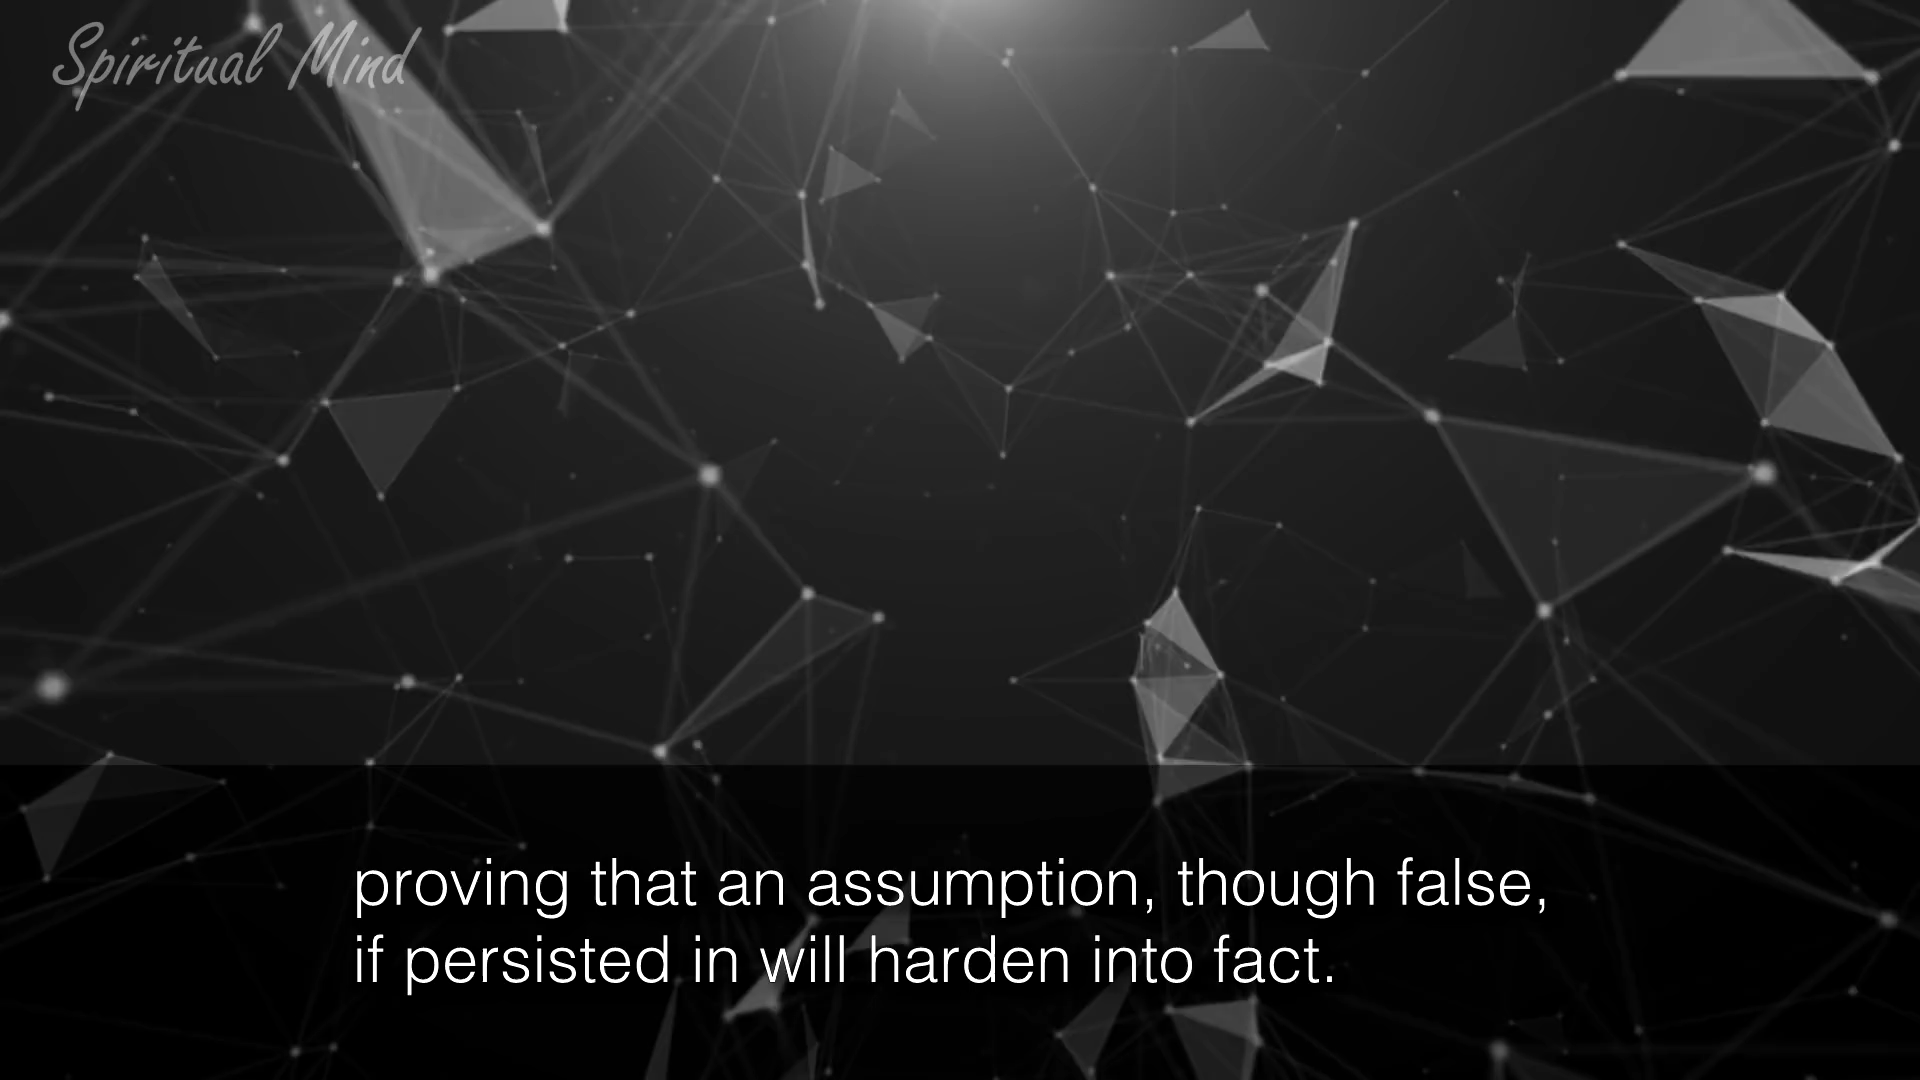 Spiritual Mind
proving that an assumption, though false,
if persisted in will harden into fact.